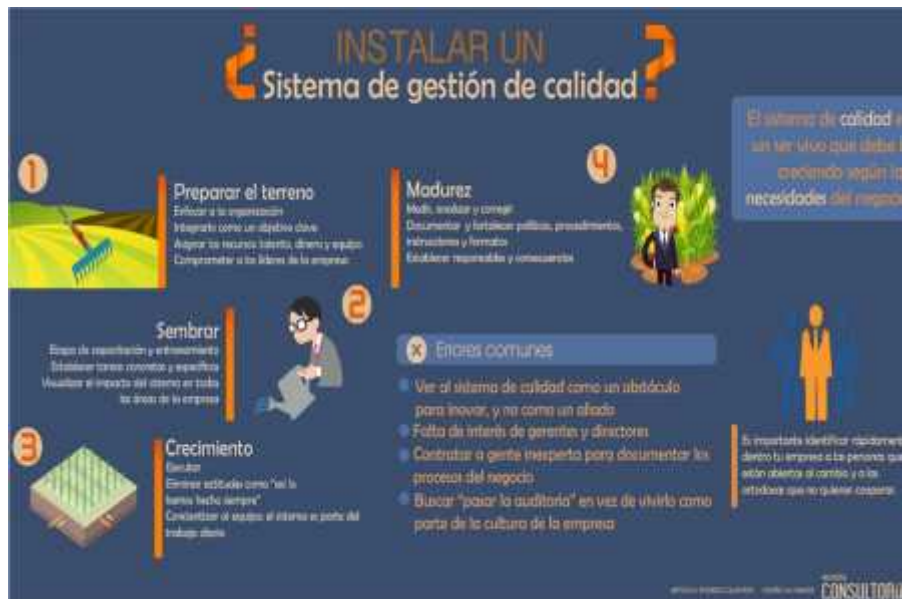 ¿ INSTALAR UN ?
Sistema de gestión de calidad
El sistema de calidad
un ser vivo que debe
creciendo según
necesidades del negocio
1
Preparar el terreno
Enfocar a la organización
Integrarlo como un objetivo clave
Asignar los recursos talento, dinero y equipo
Comprometer a los líderes de la empresa
2
Sembrar
Etapa de capacitación y entrenamiento
Establecer tareas concretas y específicas
Visualizar el impacto del sistema en todas
las áreas de la empresa
3
Crecimiento
Ejecutar
Eliminar actitudes como "así lo
hemos hecho siempre"
Concientizar al equipo: el sistema es parte del
trabajo diario
4
Madurez
Medir, analizar y corregir
Documentar y fortalecer políticas, procedimientos,
instrucciones y formatos
Establecer responsables y consecuencias
x Errores comunes
Ver al sistema de calidad como un obstáculo
para inovar, y no como un aliado
Falta de interés de gerentes y directores
Contratar a gente inexperta para documentar los
procesos del negocio
Buscar "pasar la auditoría" en vez de vivirlo como
parte de la cultura de la empresa
Es importante identificar rápidamente
dentro tu empresa a las personas que
están abiertas al cambio y a los
ortodoxos que no quieren cooperar